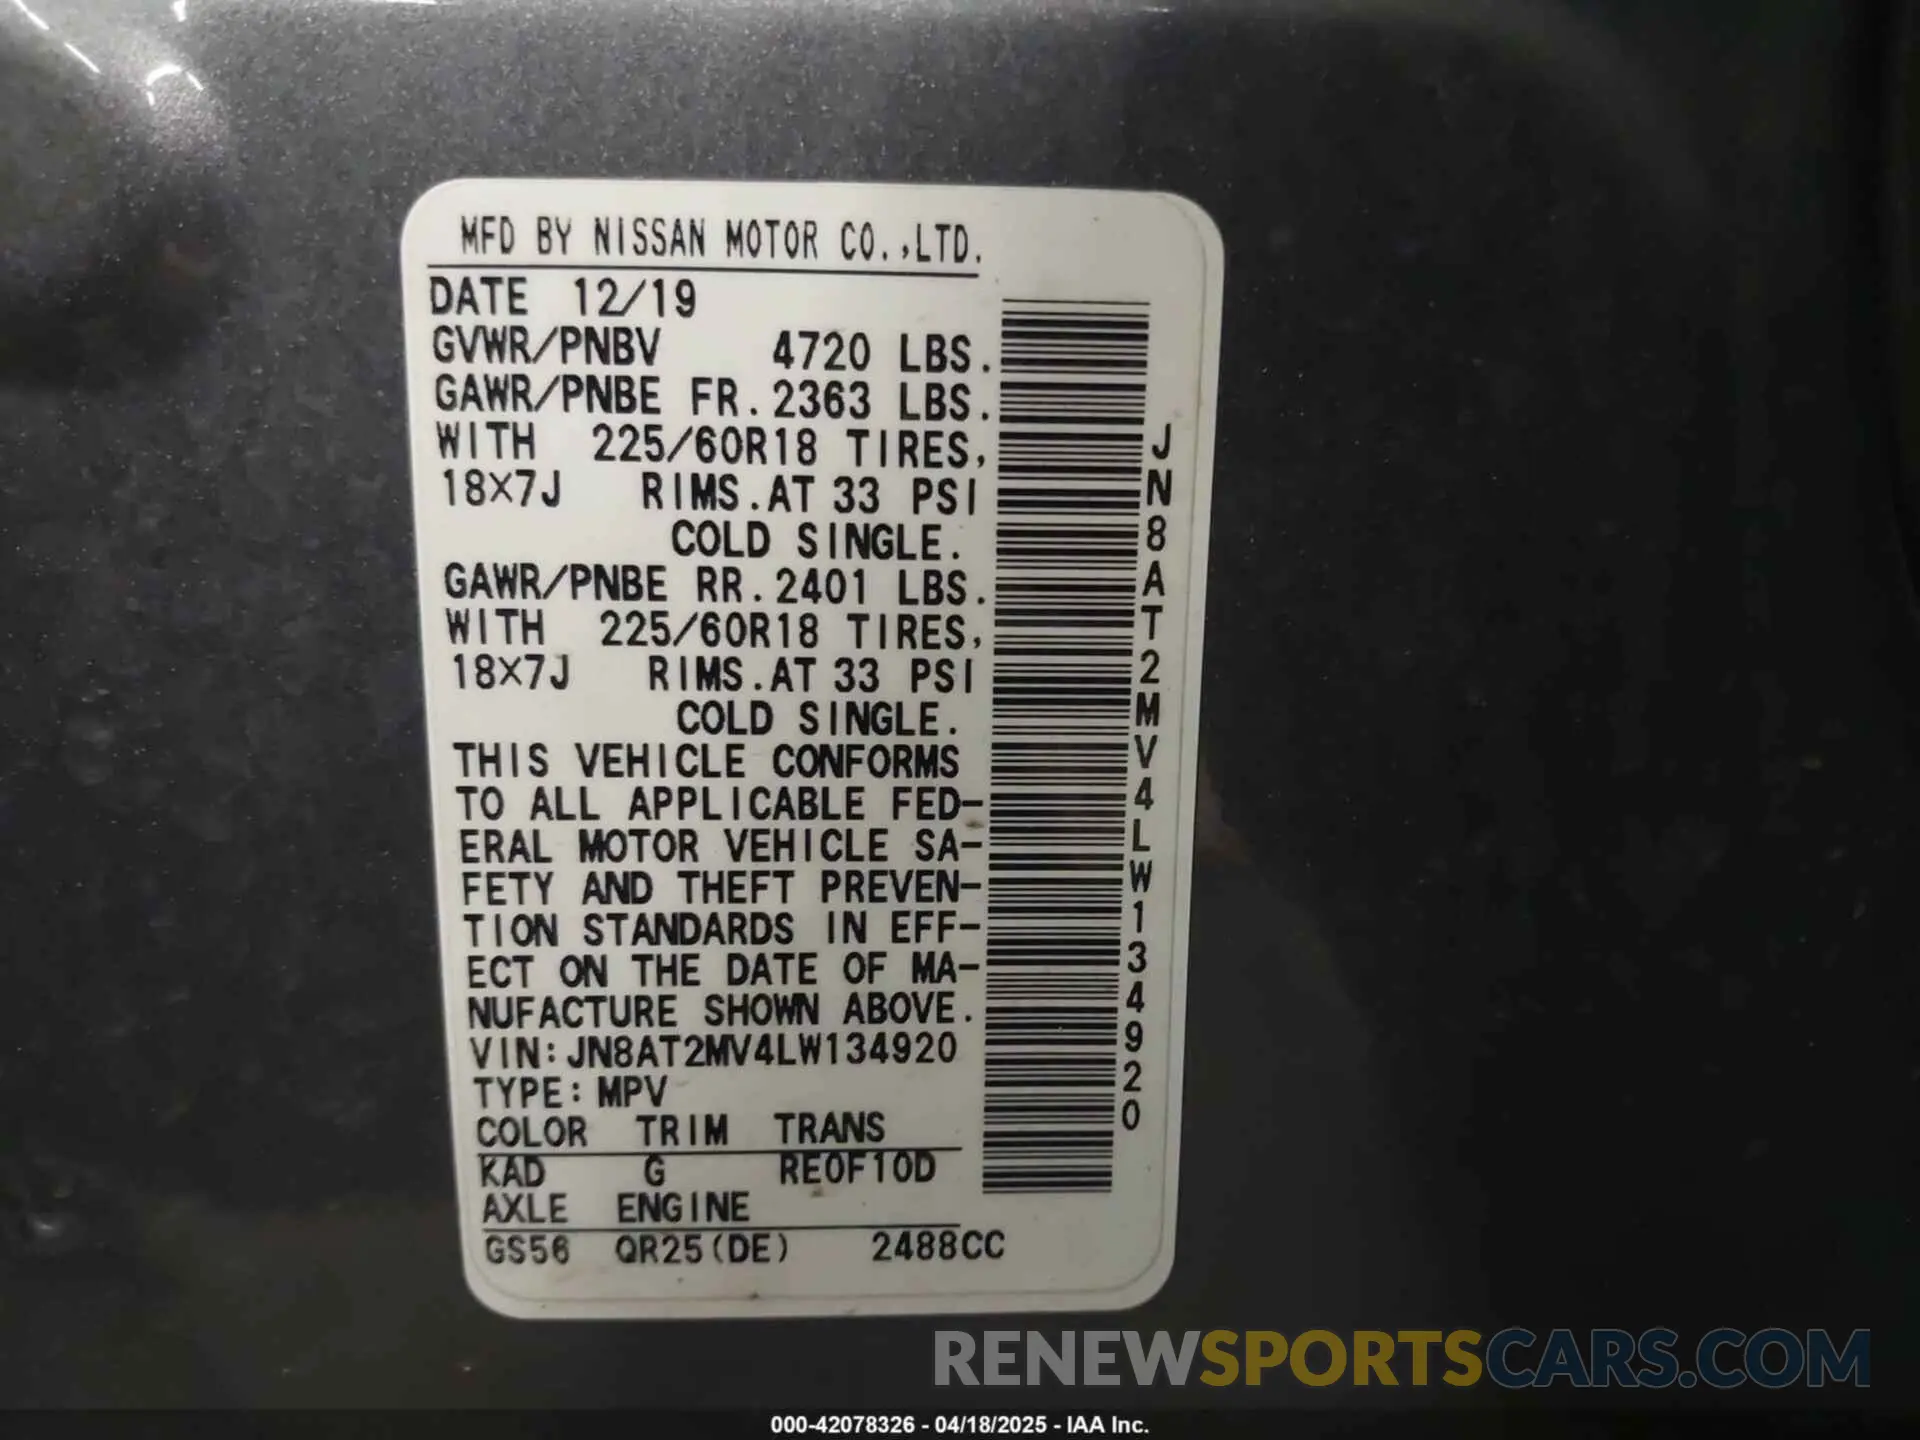 MFD BY NISSAN MOTOR CO.,LTD.
DATE 12/19
GVWR/PNBV 4720 LBS.
GAWR/PNBE FR.2363 LBS.
WITH 225/60R18 TIRES,
18×7J RIMS.AT 33 PSI
COLD SINGLE.
GAWR/PNBE RR.2401 LBS.
WITH 225/60R18 TIRES,
18×7J RIMS.AT 33 PSI
COLD SINGLE.
THIS VEHICLE CONFORMS
TO ALL APPLICABLE FED-
ERAL MOTOR VEHICLE SA-
FETY AND THEFT PREVEN-
TION STANDARDS IN EFF-
ECT ON THE DATE OF MA-
NUFACTURE SHOWN ABOVE.
VIN:JN8AT2MV4LW134920
TYPE:MPV
COLOR TRIM TRANS
KAD G RE0F10D
AXLE ENGINE
GS56 QR25(DE) 2488CC
JN8AT2MV4LW134920
RENEWSPORTSCARS.COM
000-42078326 - 04/18/2025 - IAA Inc.